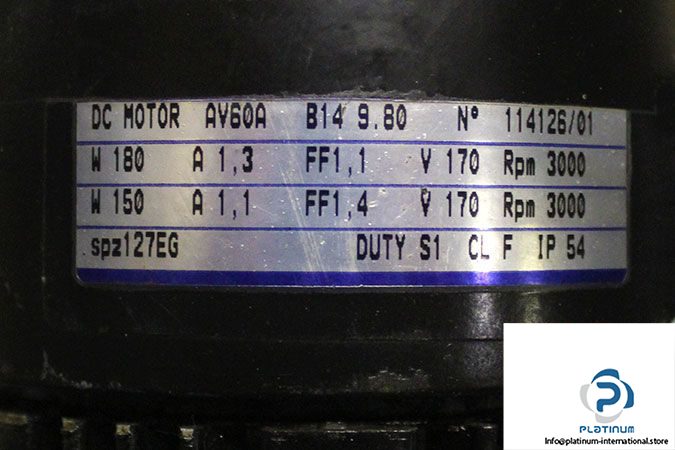 DC MOTOR AV60A B14 9.80 Nº 114126/01
W 180 A 1,3 FF1,1 V 170 Rpm 3000
W 150 A 1,1 FF1,4 V 170 Rpm 3000
spz127EG DUTY S1 CL F IP 54
PLATINUM
Info@platinum-international.store